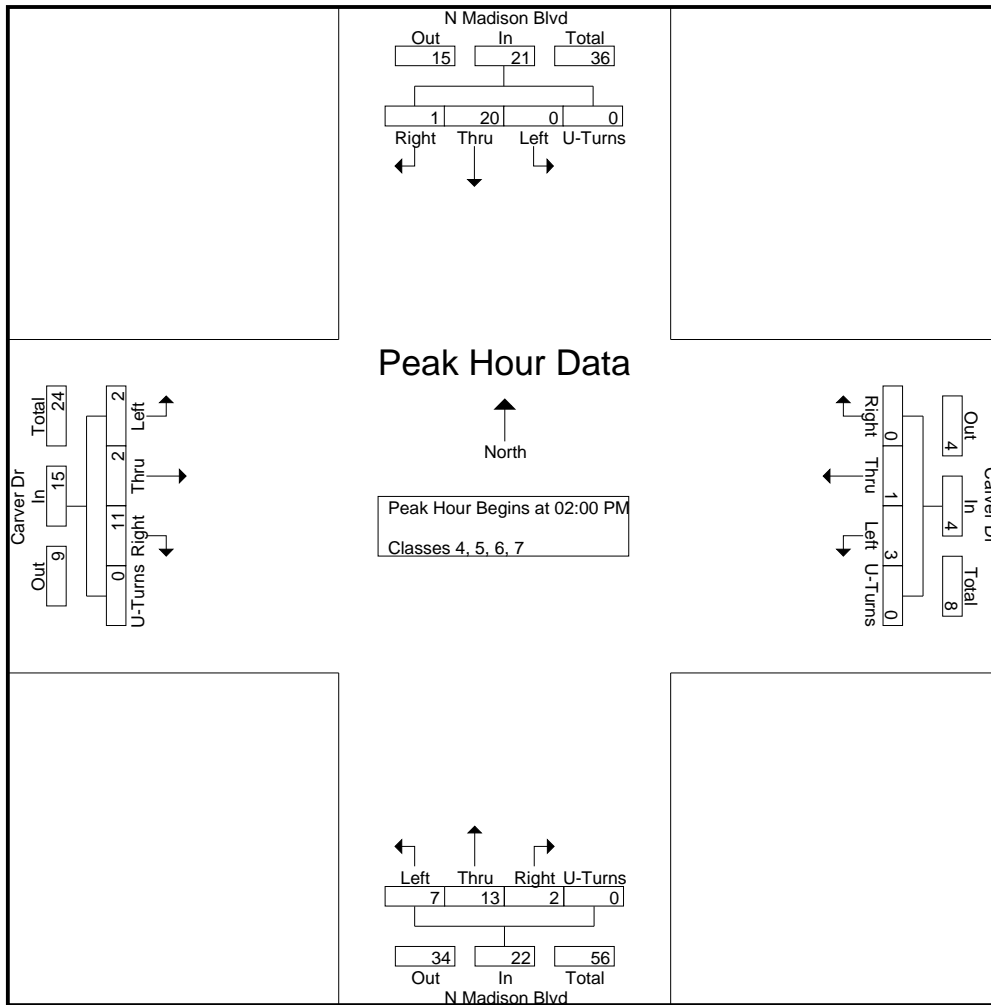 N Madison Blvd
Out In Total
15 21 36
1 20 0 0
Right Thru Left U-Turns
Peak Hour Data
North
Peak Hour Begins at 02:00 PM
Classes 4, 5, 6, 7
Carver Dr
Total In Out
24 15 9
2 2 11 0
Left Thru Right U-Turns
Carver Dr
Out In Total
4 4 8
0 1 3 0
Right Thru Left U-Turns
Left Thru Right U-Turns
7 13 2 0
34 22 56
Out In Total
N Madison Blvd